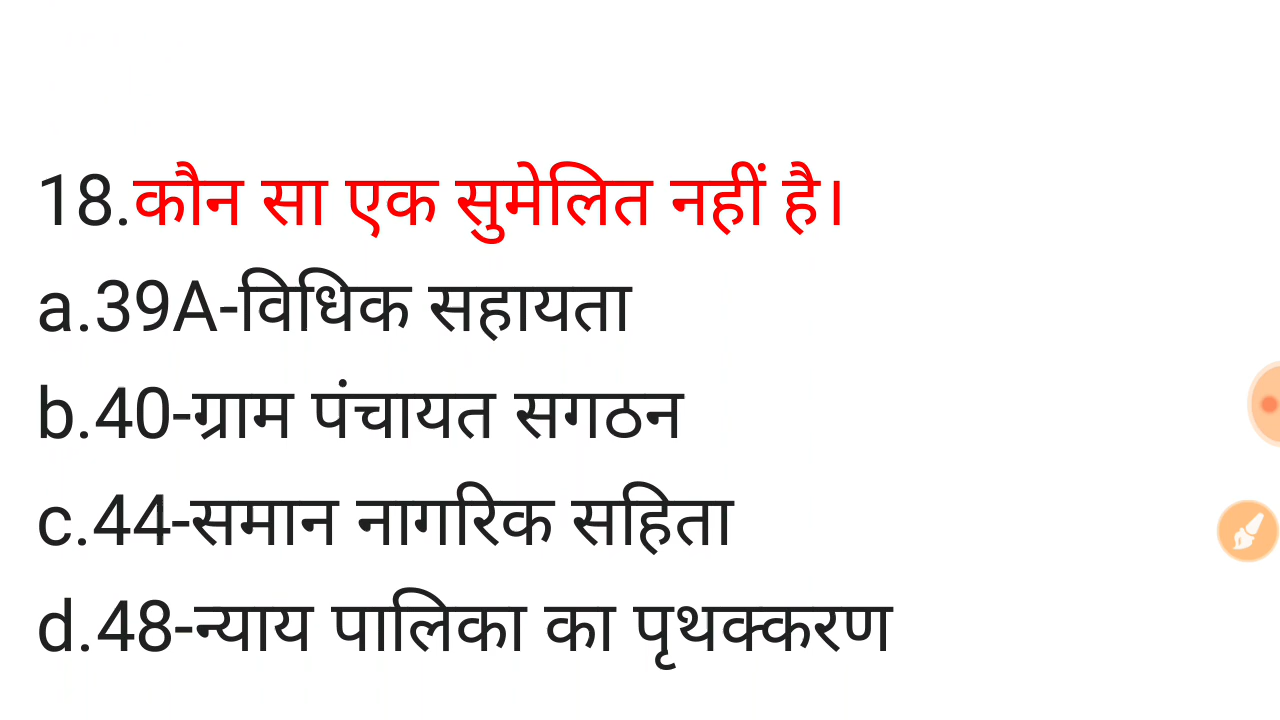 18.कौन सा एक सुमेलित नहीं है।
a.39A-विधिक सहायता
b.40-ग्राम पंचायत सगठन
c.44-समान नागरिक सहिता
d.48-न्याय पालिका का पृथक्करण